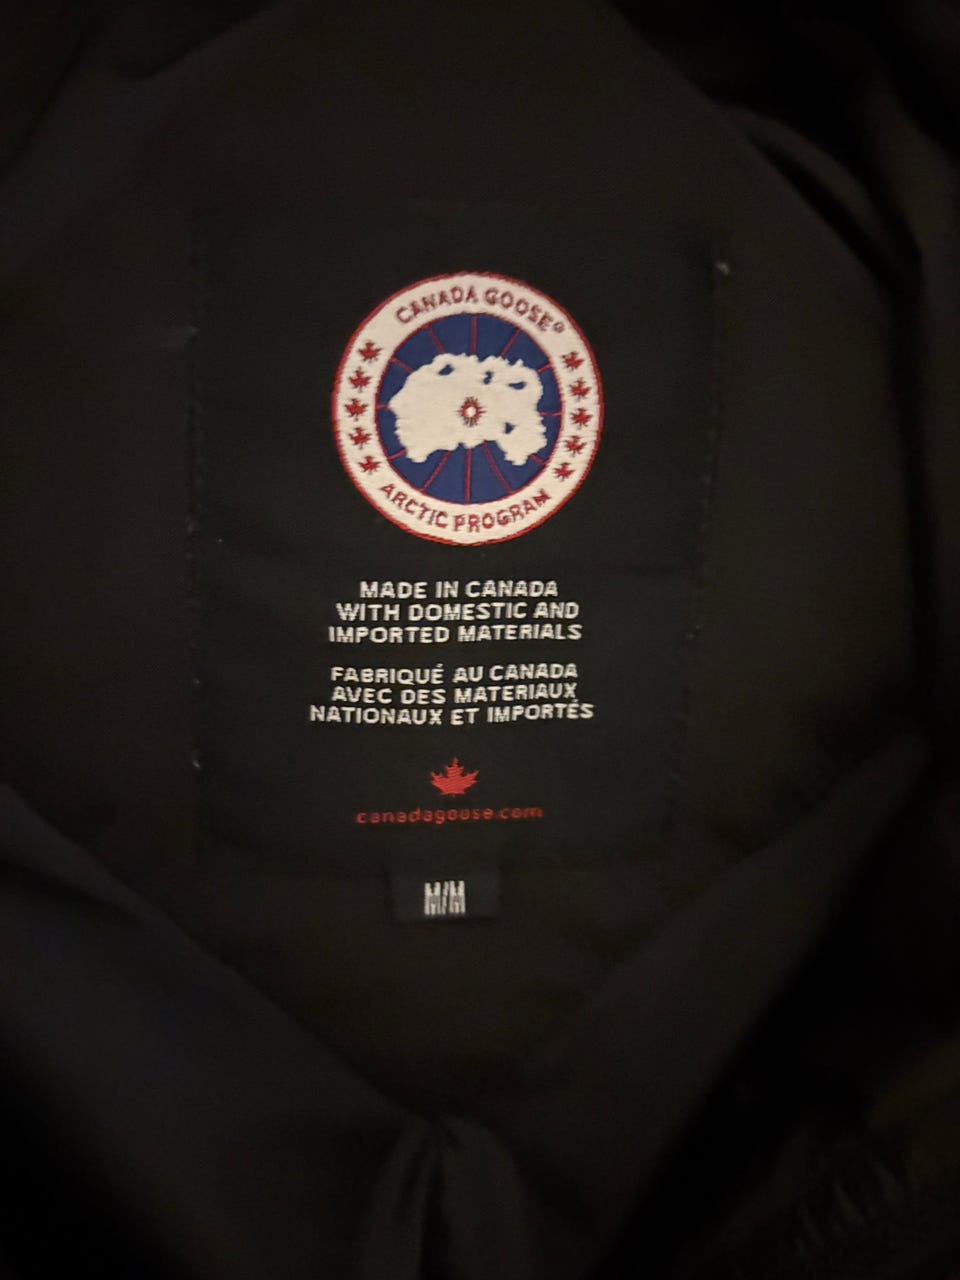 CANADA GOOSE®
ARCTIC PROGRAM
MADE IN CANADA
WITH DOMESTIC AND
IMPORTED MATERIALS
FABRIQUÉ AU CANADA
AVEC DES MATERIAUX
NATIONAUX ET IMPORTÉS
canadagoose.com
M/M